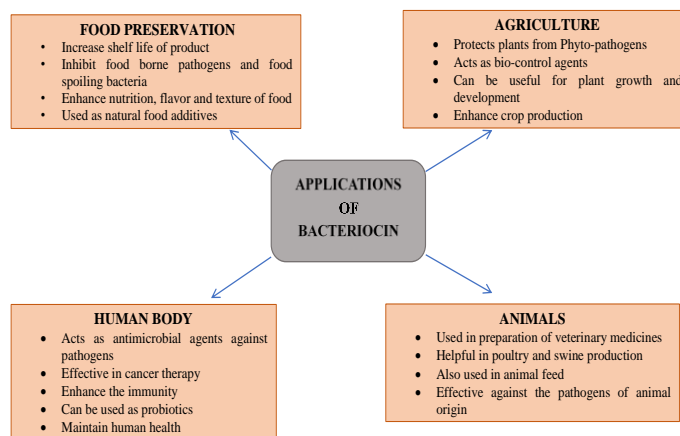 FOOD PRESERVATION
• Increase shelf life of product
• Inhibit food borne pathogens and food
spoiling bacteria
• Enhance nutrition, flavor and texture of food
• Used as natural food additives
AGRICULTURE
• Protects plants from Phyto-pathogens
• Acts as bio-control agents
• Can be useful for plant growth and
development
• Enhance crop production
APPLICATIONS
OF
BACTERIOCIN
HUMAN BODY
• Acts as antimicrobial agents against
pathogens
• Effective in cancer therapy
• Enhance the immunity
• Can be used as probiotics
• Maintain human health
ANIMALS
• Used in preparation of veterinary medicines
• Helpful in poultry and swine production
• Also used in animal feed
• Effective against the pathogens of animal
origin